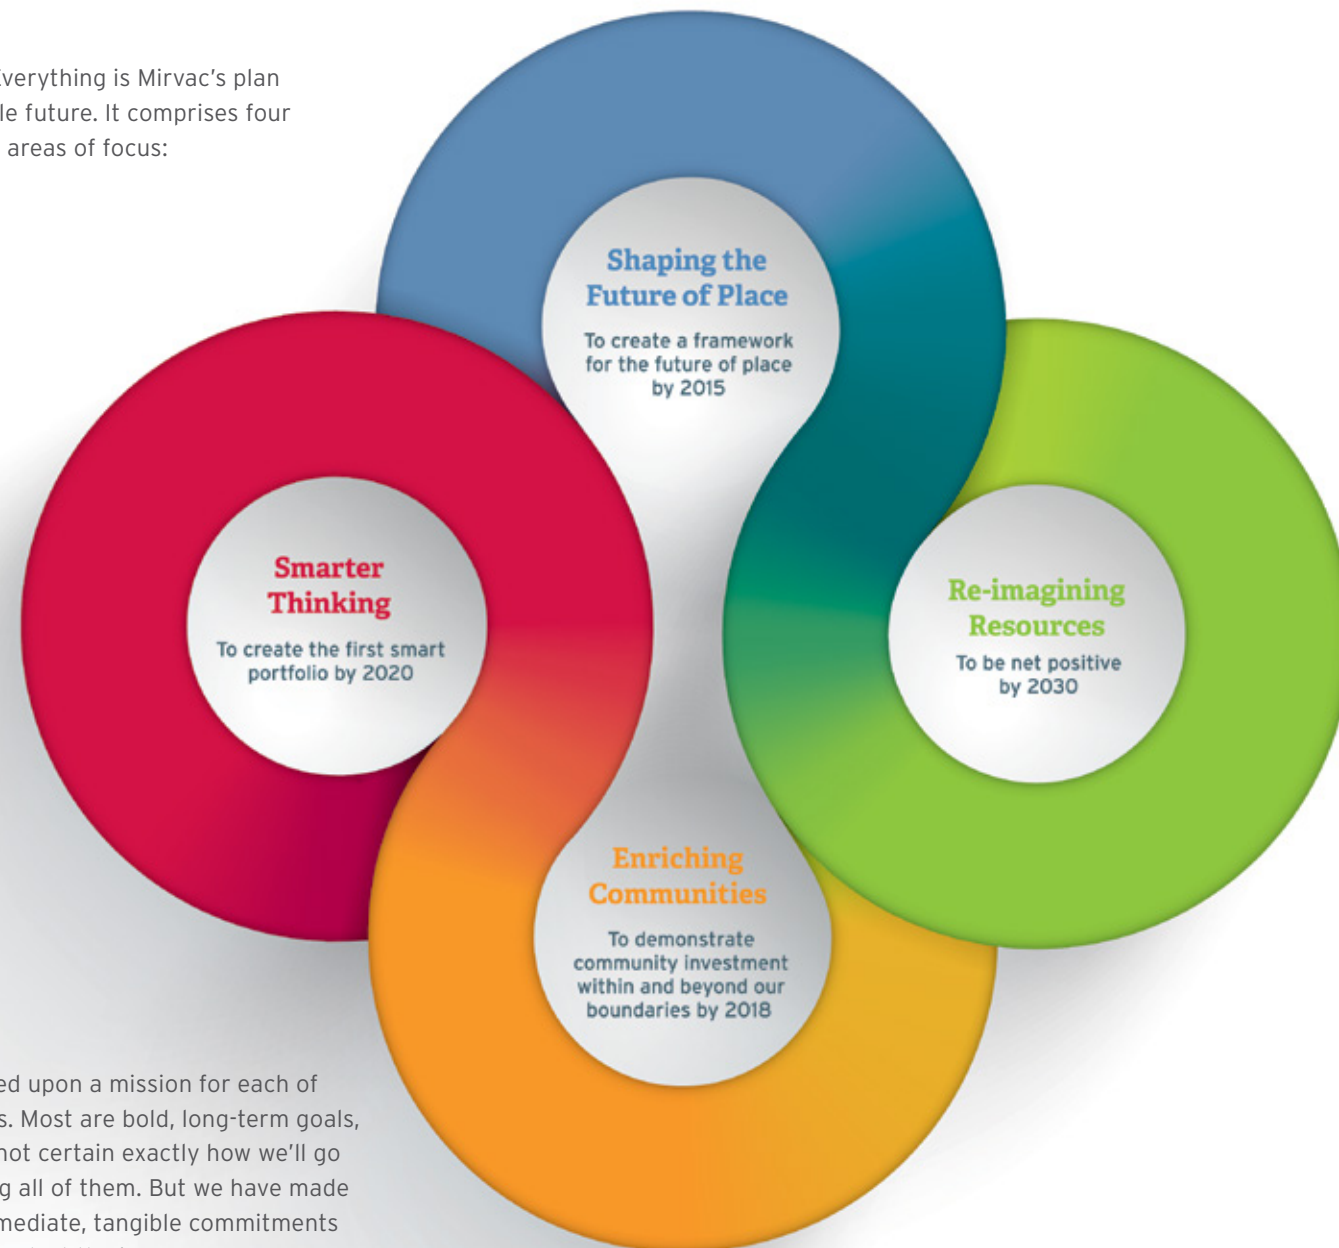 Everything is Mirvac's plan
le future. It comprises four
areas of focus:
Shaping the
Future of Place
To create a framework
for the future of place
by 2015
Smarter
Thinking
To create the first smart
portfolio by 2020
Re-imagining
Resources
To be net positive
by 2030
Enriching
Communities
To demonstrate
community investment
within and beyond our
boundaries by 2018
ed upon a mission for each of
s. Most are bold, long-term goals,
not certain exactly how we'll go
g all of them. But we have made
mediate, tangible commitments